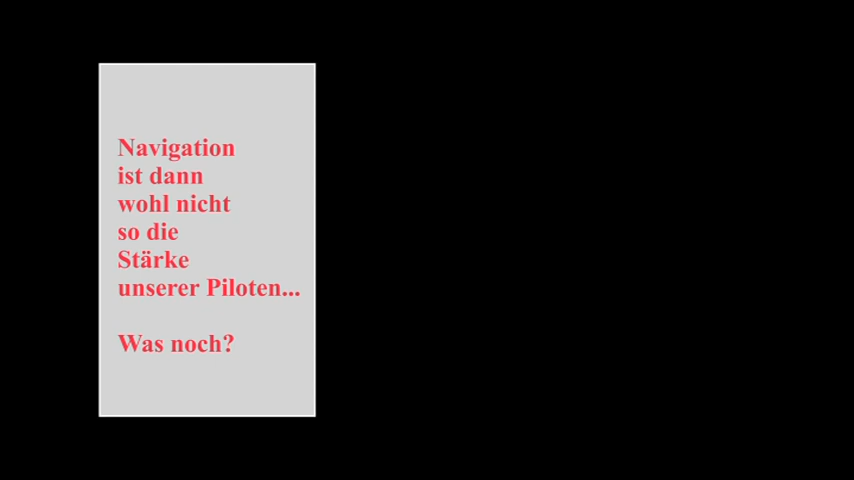 Navigation
ist dann
wohl nicht
so die
Stärke
unserer Piloten...
Was noch?